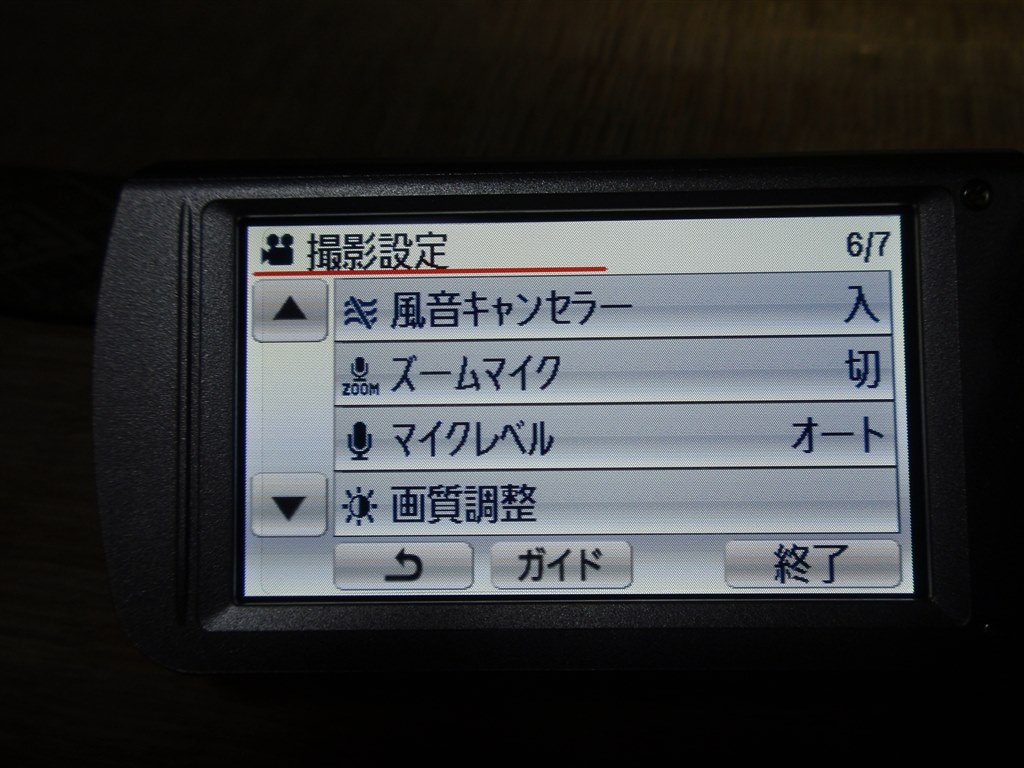 撮影設定 6/7
風音キャンセラー 入
ZOOM ズームマイク 切
マイクレベル オート
画質調整
ガイド 終了